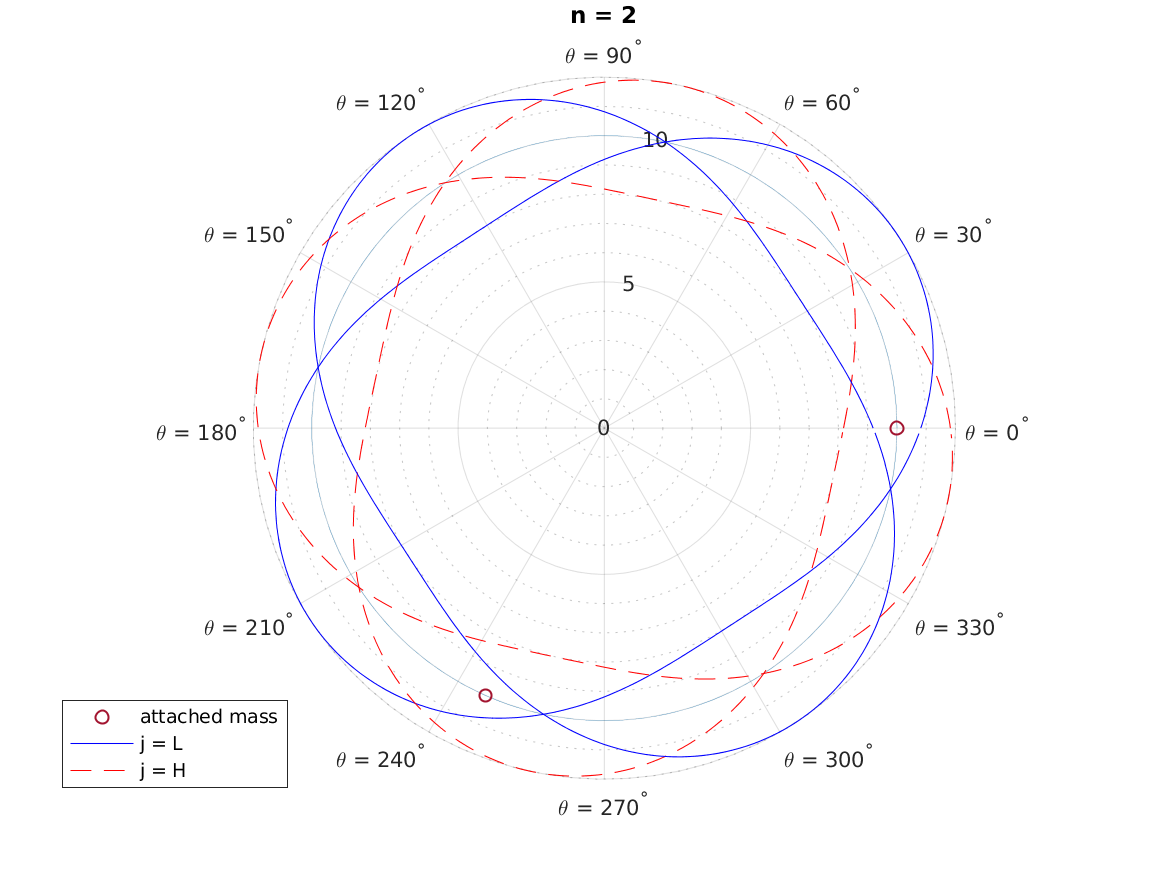 n = 2
θ = 90°
θ = 120°
θ = 60°
10
θ = 150°
θ = 30°
5
θ = 180°
0
θ = 0°
θ = 210°
θ = 330°
attached mass
j = L
j = H
θ = 240°
θ = 300°
θ = 270°